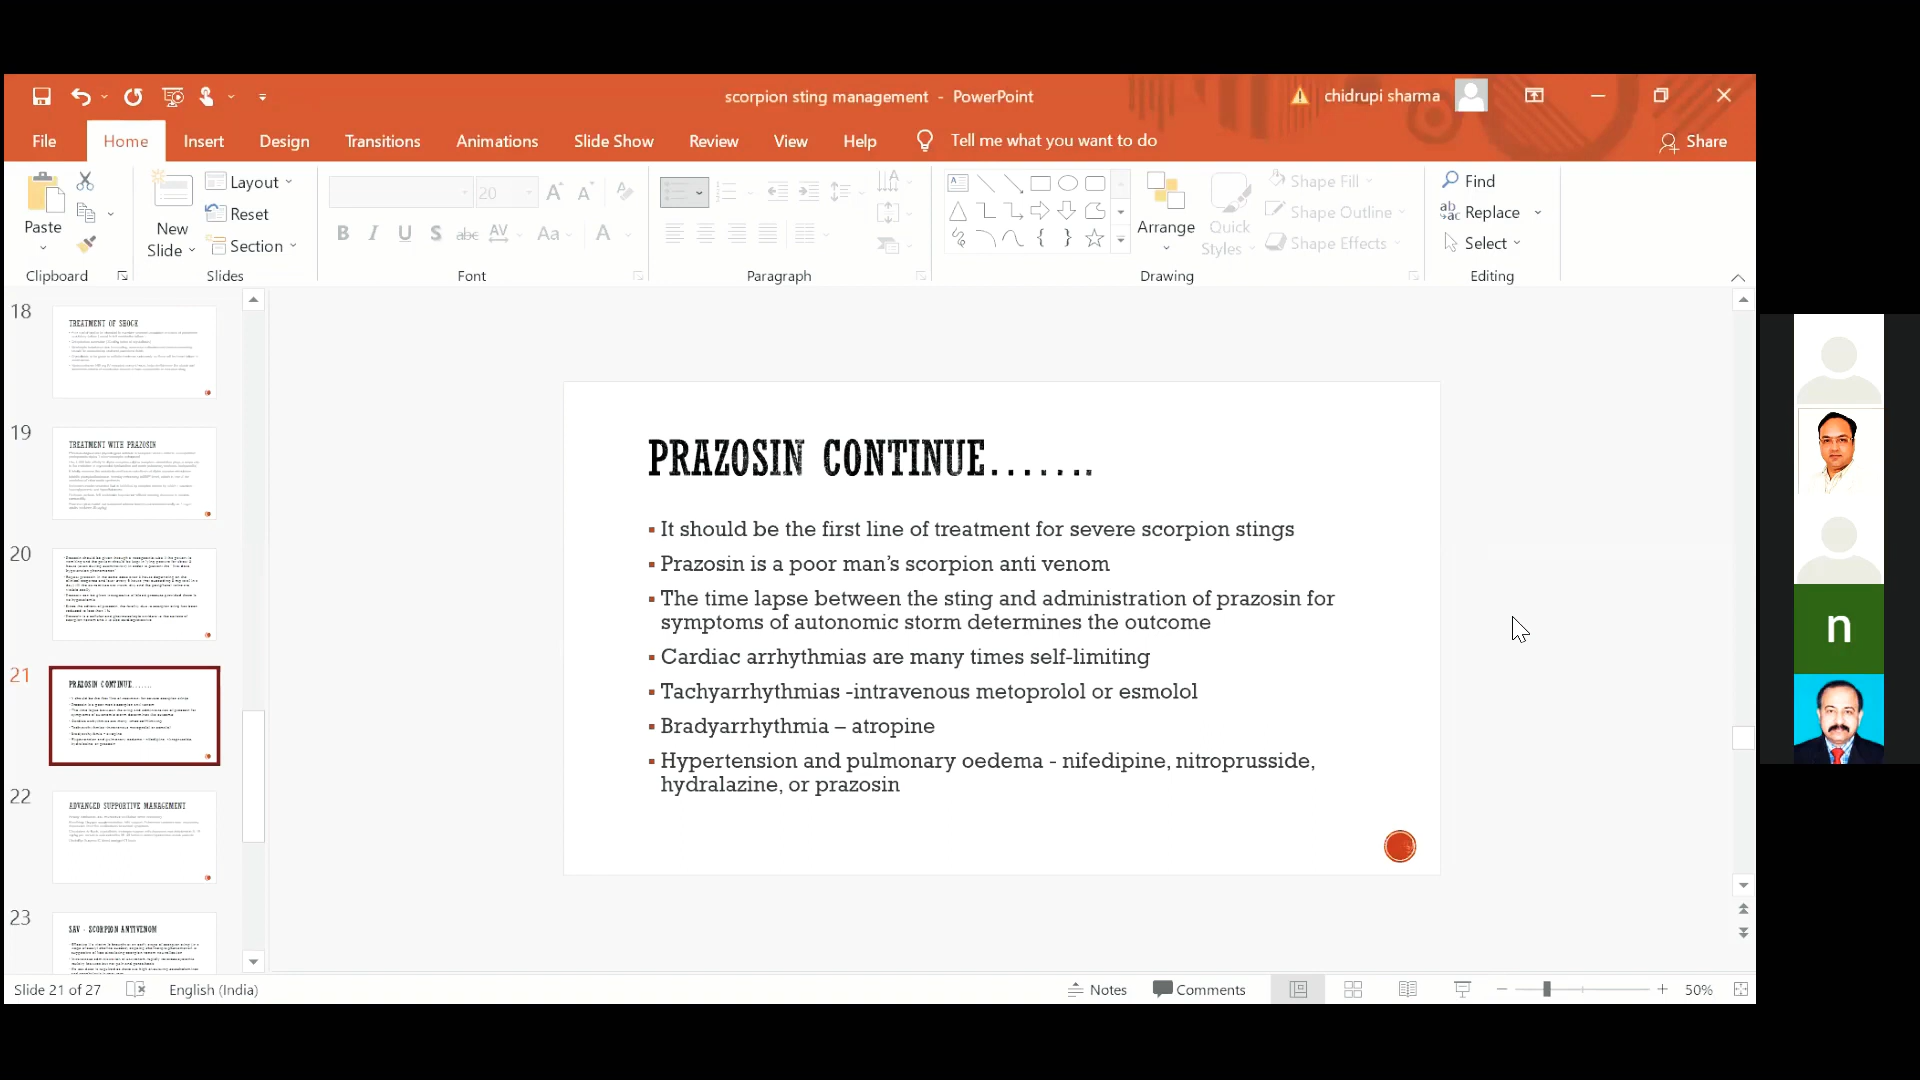 scorpion sting management - PowerPoint
chidrupi sharma
File Home Insert Design Transitions Animations Slide Show Review View Help Tell me what you want to do Share
Paste
New Slide
Layout
Reset
Section
20
Shape Fill
Shape Outline
Shape Effects
Arrange
Quick Styles
Find
Replace
Select
Clipboard Slides Font Paragraph Drawing Editing
18
TREATMENT OF SHOCK
19
TREATMENT WITH PRAZOSIN
20
21
PRAZOSIN CONTINUE.......
22
ADVANCED SUPPORTIVE MANAGEMENT
23
SAV - SCORPION ANTIVENOM
PRAZOSIN CONTINUE.......
▪ It should be the first line of treatment for severe scorpion stings
▪ Prazosin is a poor man's scorpion anti venom
▪ The time lapse between the sting and administration of prazosin for
symptoms of autonomic storm determines the outcome
▪ Cardiac arrhythmias are many times self-limiting
▪ Tachyarrhythmias -intravenous metoprolol or esmolol
▪ Bradyarrhythmia – atropine
▪ Hypertension and pulmonary oedema - nifedipine, nitroprusside,
hydralazine, or prazosin
n
Slide 21 of 27 English (India) Notes Comments 50%